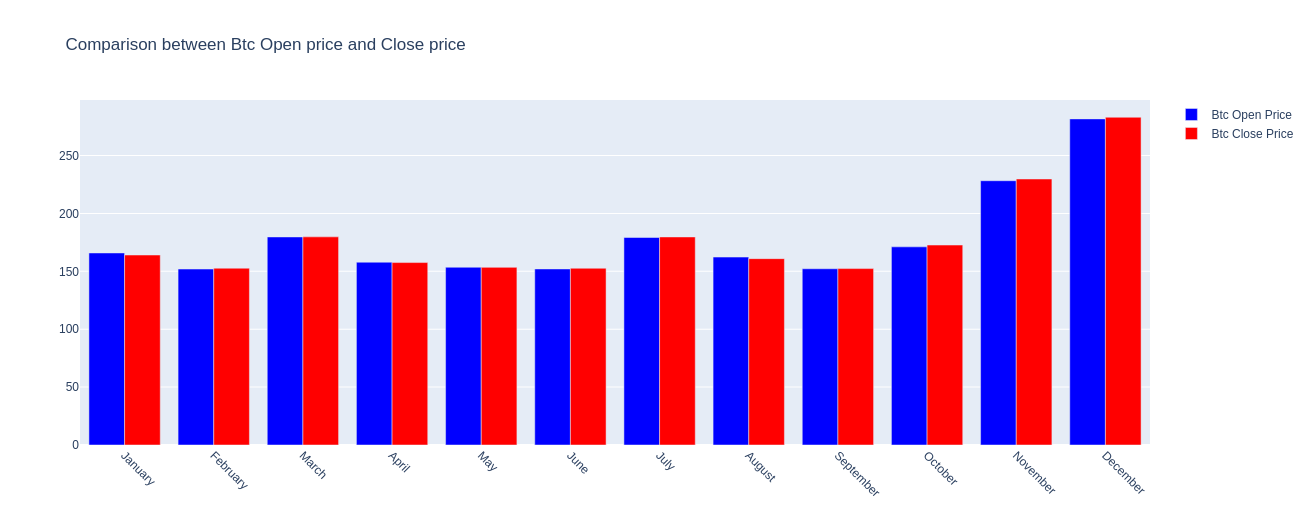 Comparison between Btc Open price and Close price
Btc Open Price
Btc Close Price
250
200
150
100
50
0
January
February
March
April
May
June
July
August
September
October
November
December